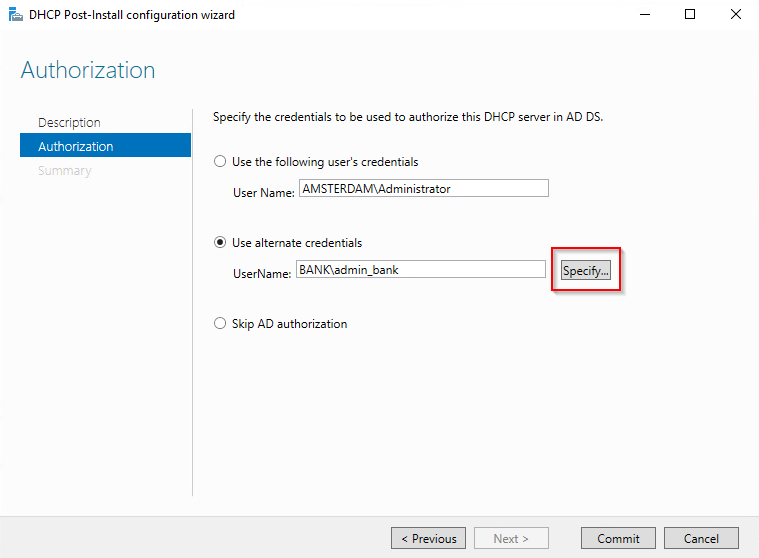 DHCP Post-Install configuration wizard
Authorization
Description
Authorization
Summary
Specify the credentials to be used to authorize this DHCP server in AD DS.
Use the following user's credentials
User Name: AMSTERDAM\Administrator
Use alternate credentials
UserName: BANK\admin_bank Specify...
Skip AD authorization
< Previous Next > Commit Cancel